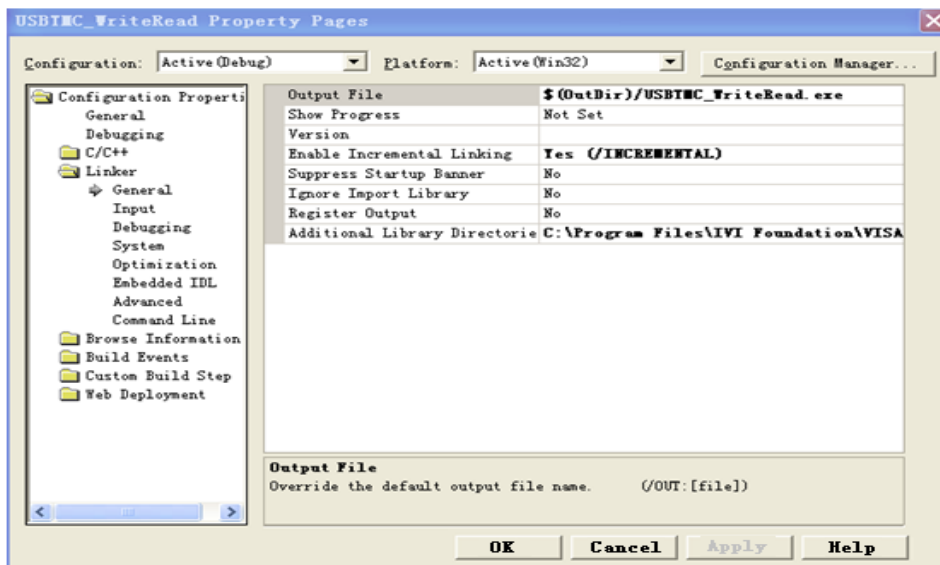 USBTMC_WriteRead Property Pages
Configuration: Active(Debug) Platform: Active(Win32) Configuration Manager...
Configuration Properti
General
Debugging
C/C++
Linker
General
Input
Debugging
System
Optimization
Embedded IDL
Advanced
Command Line
Browse Information
Build Events
Custom Build Step
Web Deployment
Output File $(OutDir)/USBTMC_WriteRead.exe
Show Progress Not Set
Version
Enable Incremental Linking Yes (/INCREMENTAL)
Suppress Startup Banner No
Ignore Import Library No
Register Output No
Additional Library Directorie C:\Program Files\IVI Foundation\VISA
Output File
Override the default output file name. (/OUT:[file])
OK Cancel Apply Help